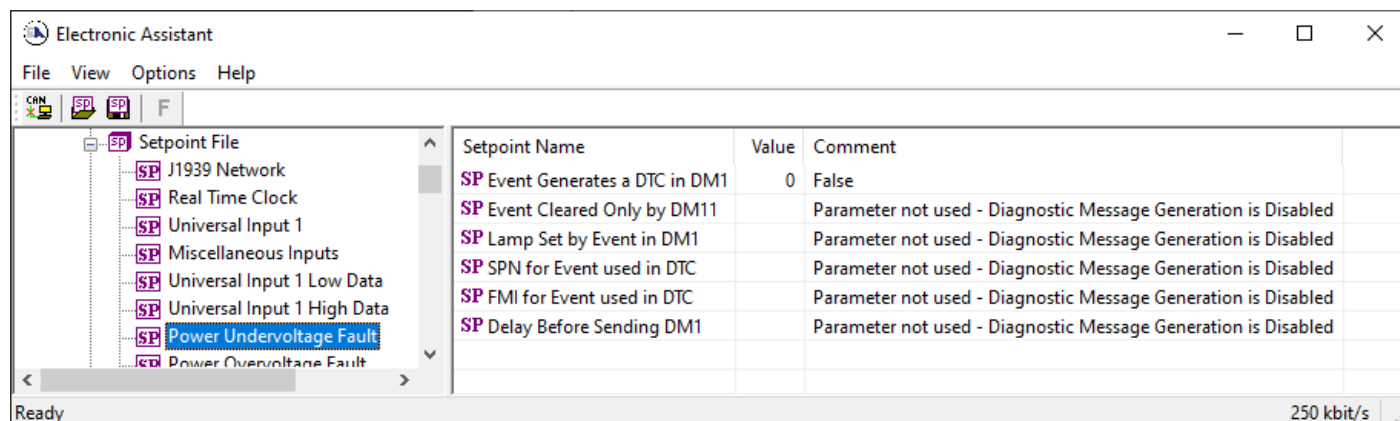 Electronic Assistant
File View Options Help
CAN SP SP F
SP Setpoint File
SP J1939 Network
SP Real Time Clock
SP Universal Input 1
SP Miscellaneous Inputs
SP Universal Input 1 Low Data
SP Universal Input 1 High Data
SP Power Undervoltage Fault
SP Power Overvoltage Fault
Setpoint Name Value Comment
SP Event Generates a DTC in DM1 0 False
SP Event Cleared Only by DM11 Parameter not used - Diagnostic Message Generation is Disabled
SP Lamp Set by Event in DM1 Parameter not used - Diagnostic Message Generation is Disabled
SP SPN for Event used in DTC Parameter not used - Diagnostic Message Generation is Disabled
SP FMI for Event used in DTC Parameter not used - Diagnostic Message Generation is Disabled
SP Delay Before Sending DM1 Parameter not used - Diagnostic Message Generation is Disabled
Ready 250 kbit/s